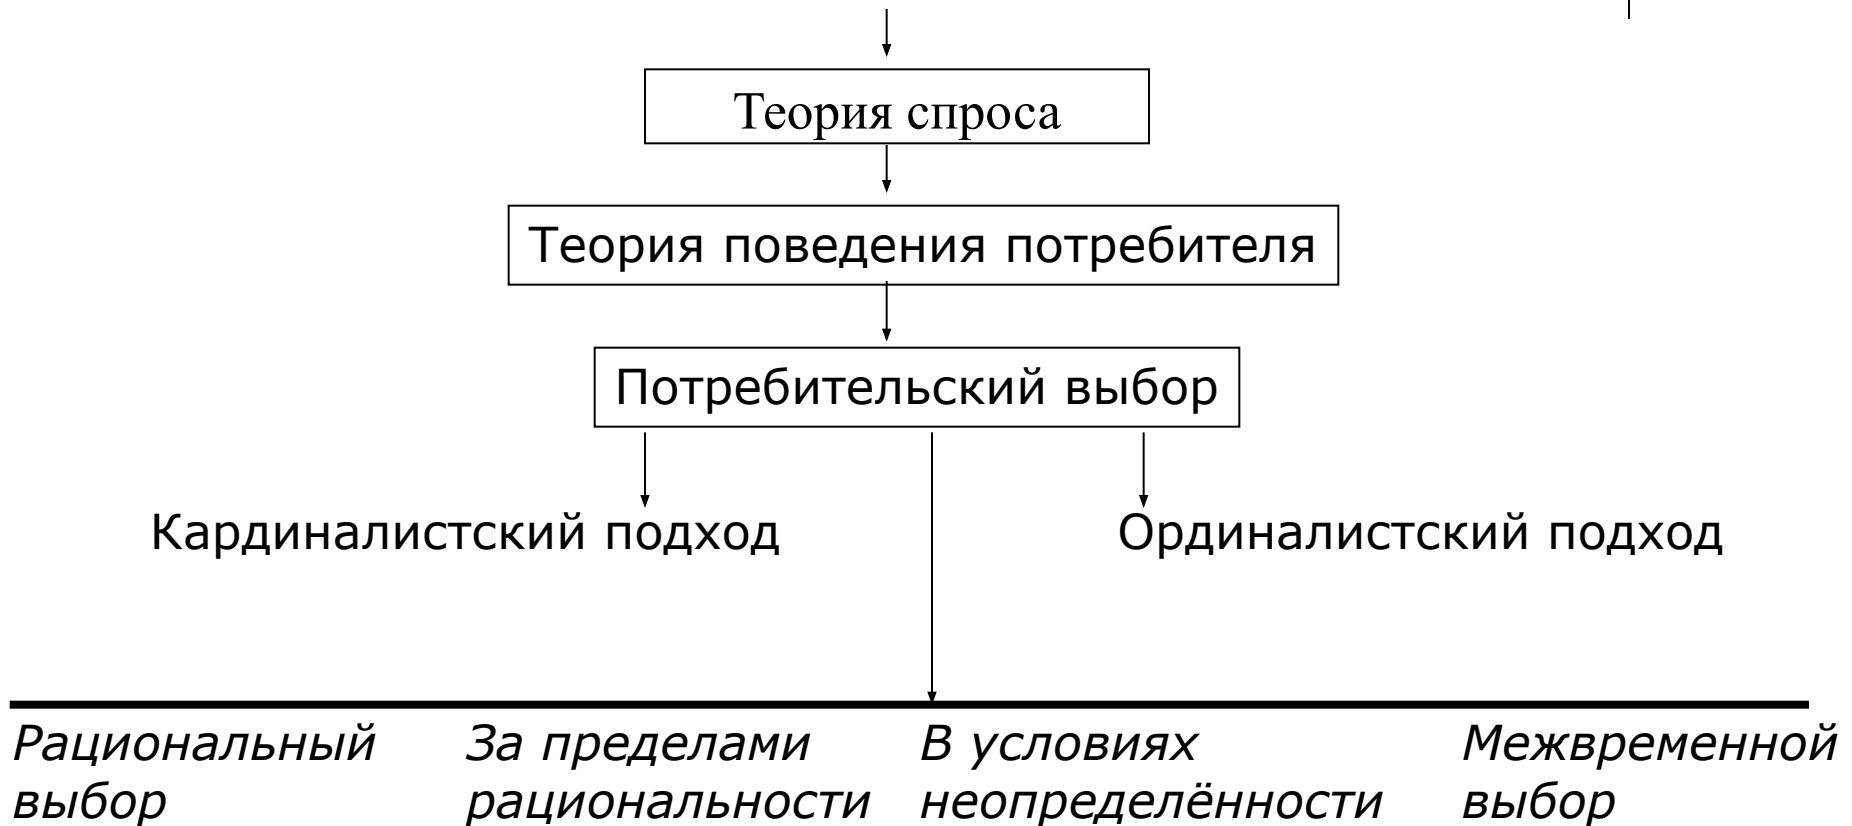 Теория спроса
Теория поведения потребителя
Потребительский выбор
Кардиналистский подход
Ординалистский подход
Рациональный
выбор
За пределами
рациональности
В условиях
неопределённости
Межвременной
выбор